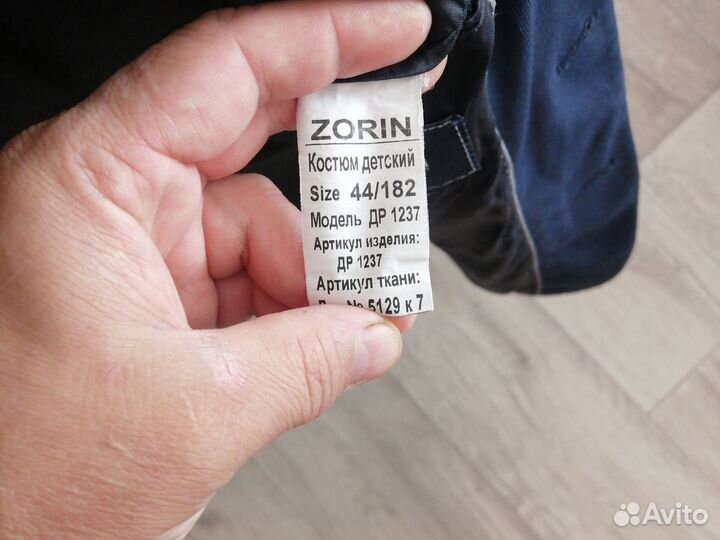 ZORIN
Костюм детский
Size 44/182
Модель ДР 1237
Артикул изделия:
ДР 1237
Артикул ткани:
№ 5129 к 7
Avito